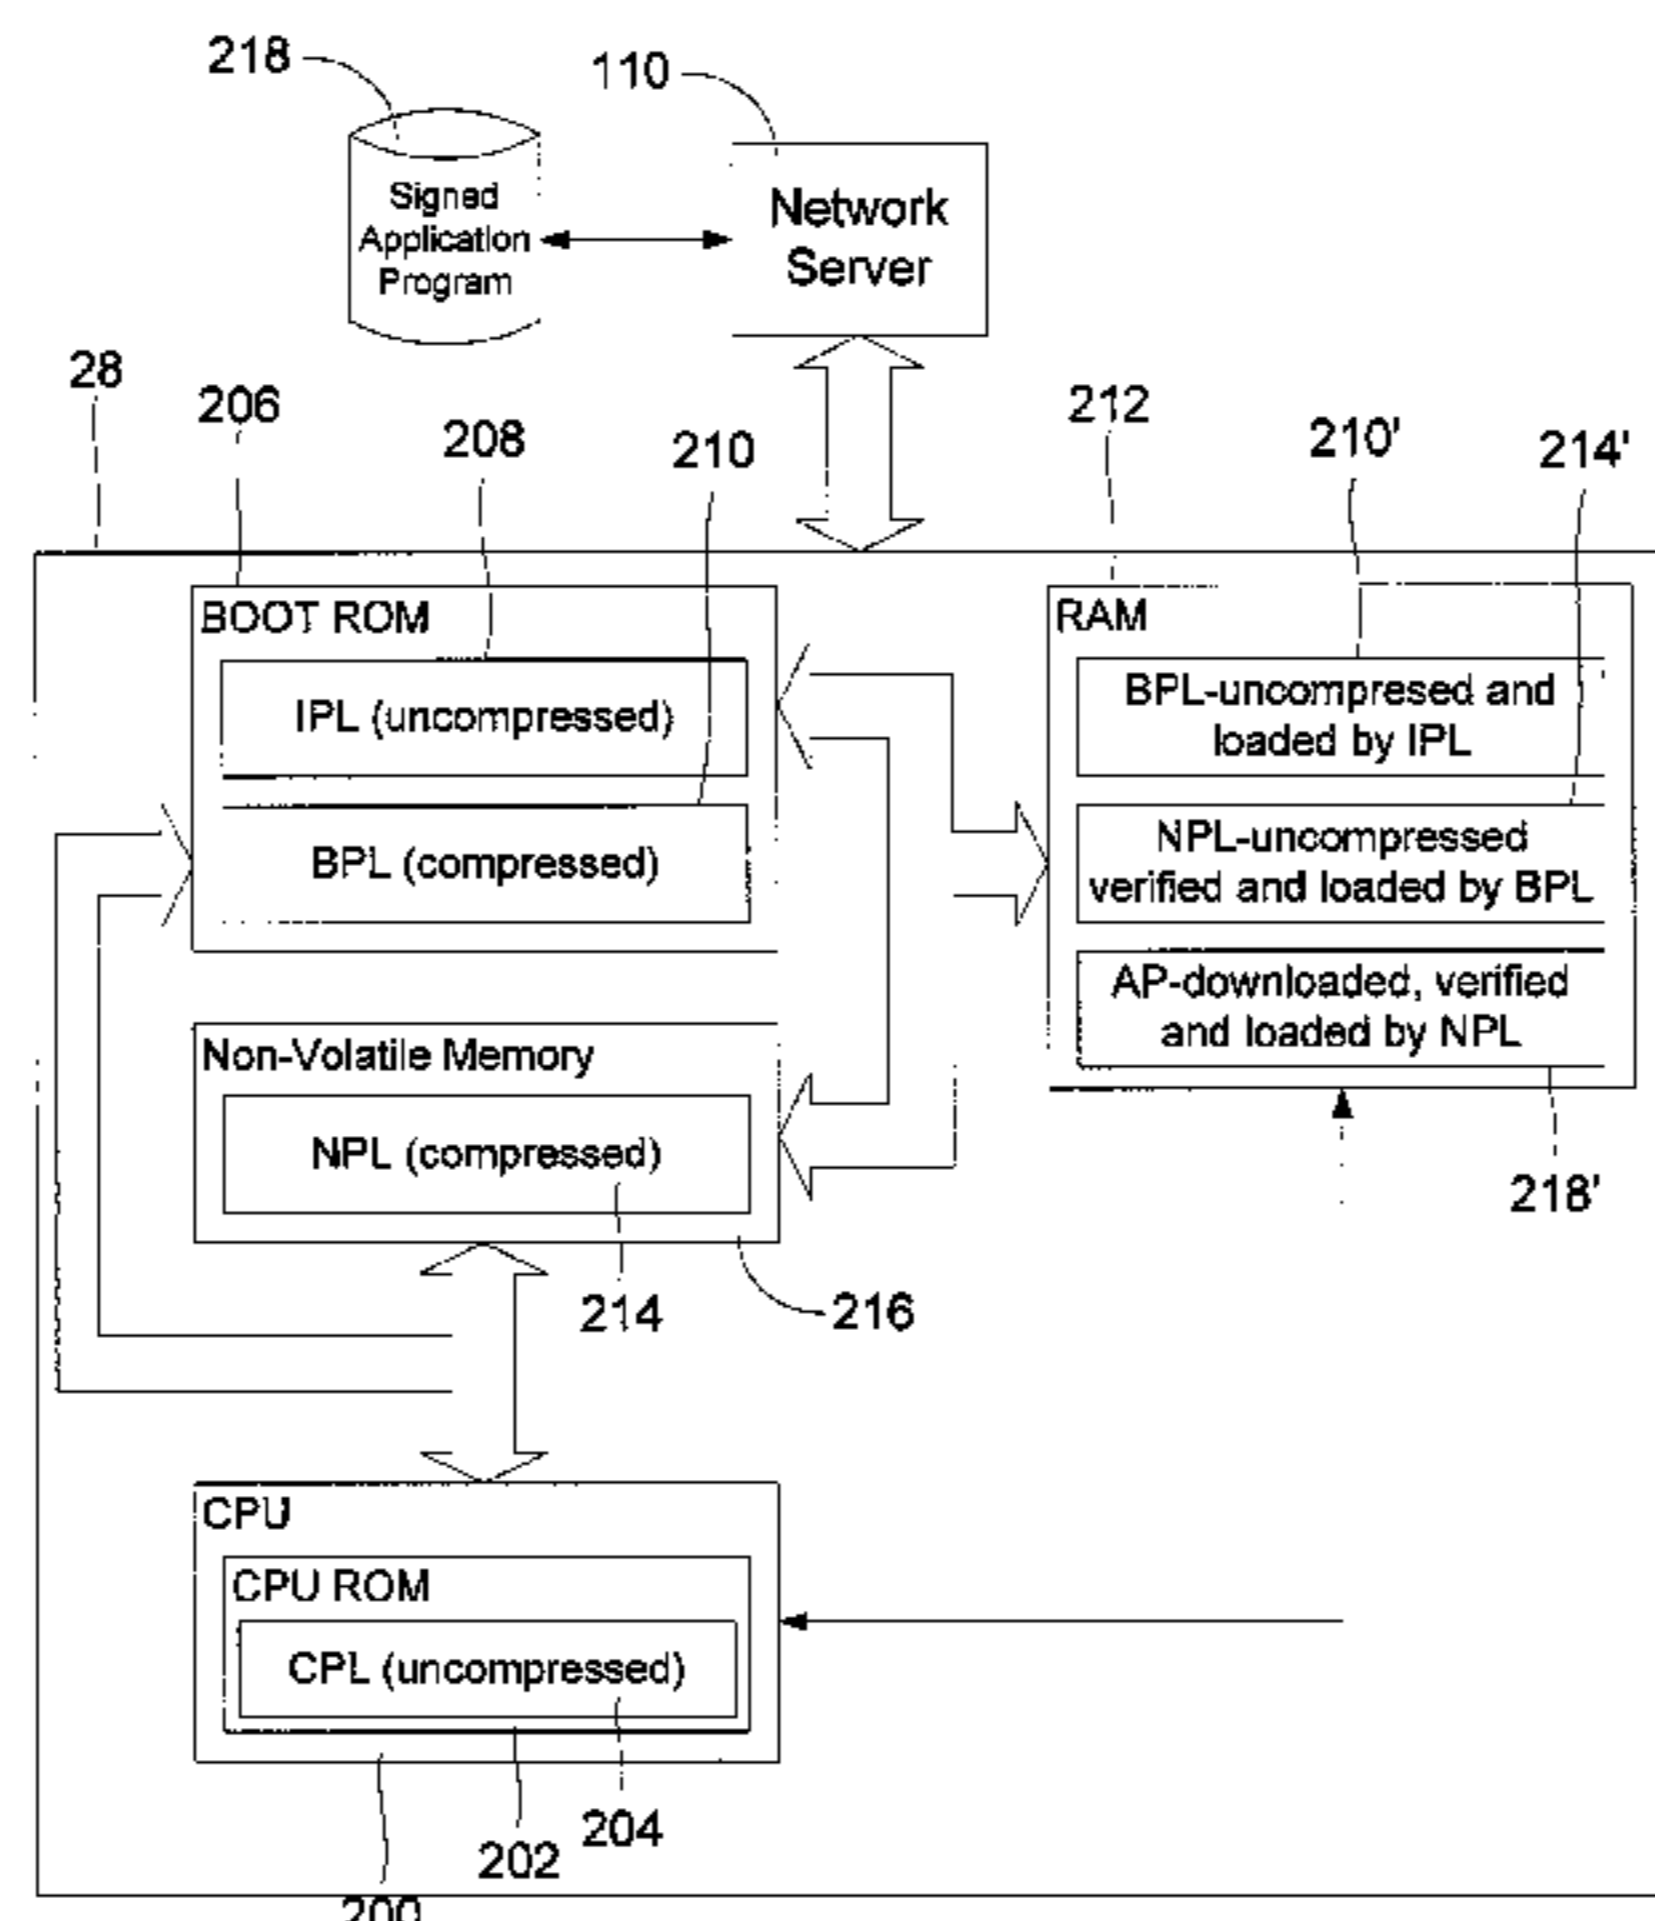 218
110
Signed
Application
Program
Network
Server
28
206
208
210
212
210'
214'
BOOT ROM
IPL (uncompressed)
BPL (compressed)
RAM
BPL-uncompresed and
loaded by IPL
NPL-uncompressed
verified and loaded by BPL
AP-downloaded, verified
and loaded by NPL
218'
Non-Volatile Memory
NPL (compressed)
214
216
CPU
CPU ROM
CPL (uncompressed)
204
202
200